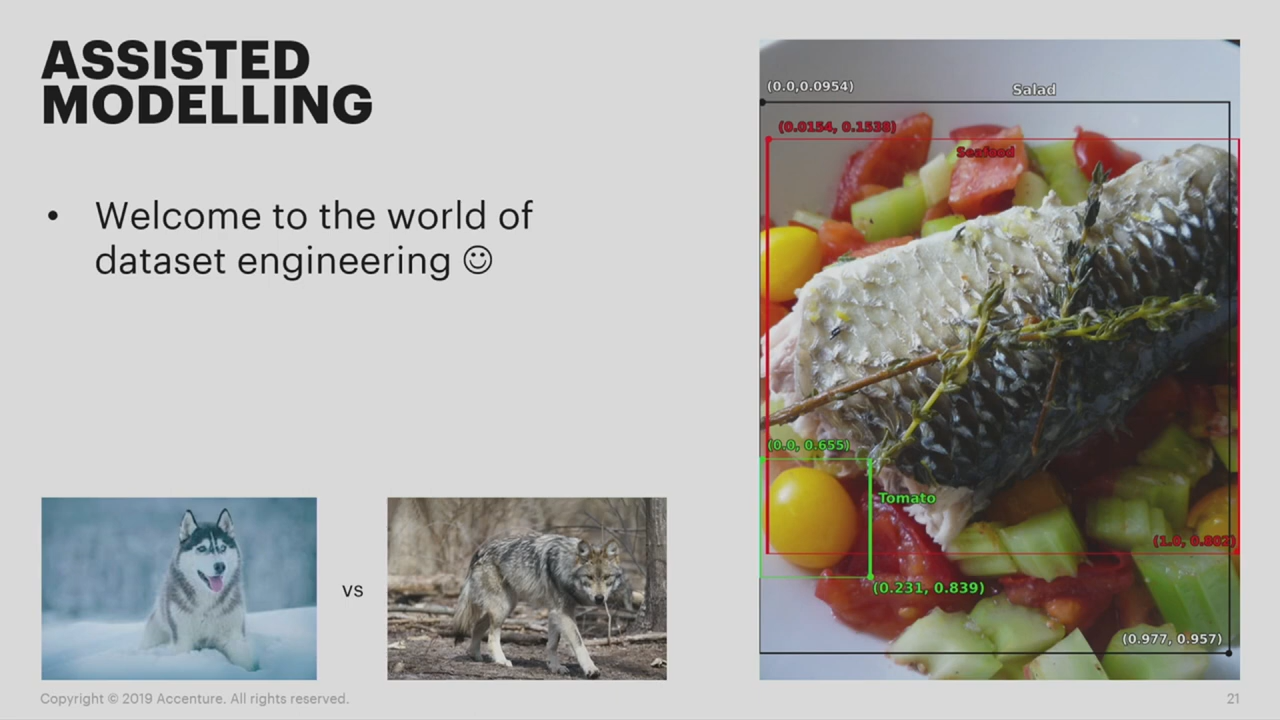 ASSISTED
MODELLING
• Welcome to the world of
dataset engineering ☺
vs
(0.0,0.0954)
Salad
(0.0154, 0.1538)
Seafood
(0.0, 0.655)
Tomato
(1.0, 0.802)
(0.231, 0.839)
(0.977, 0.957)
Copyright © 2019 Accenture. All rights reserved.
21